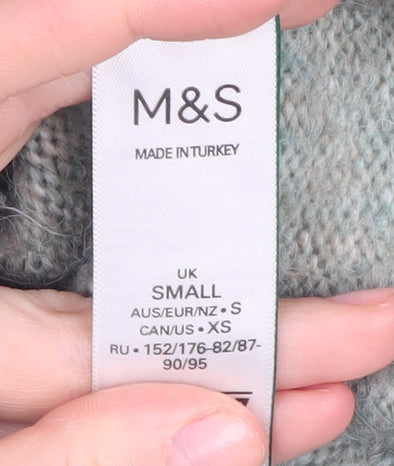 M&S
MADE IN TURKEY
UK
SMALL
AUS/EUR/NZ • S
CAN/US • XS
RU • 152/176-82/87-
90/95